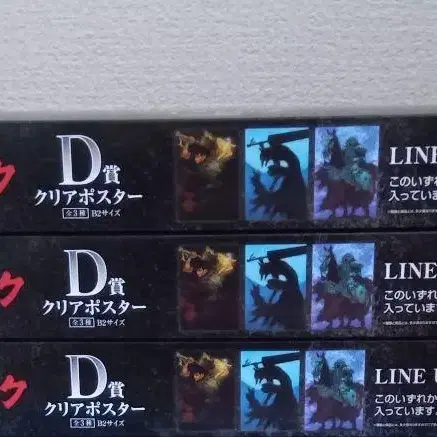 ク
D賞
クリアポスター
全3種 B2サイズ
LINE
このいずれ
入っていま
ク
D賞
クリアポスター
全3種 B2サイズ
LINE
このいずれか
入っています
ク
D賞
クリアポスター
全3種 B2サイズ
LINE U
このいずれか
入っています。